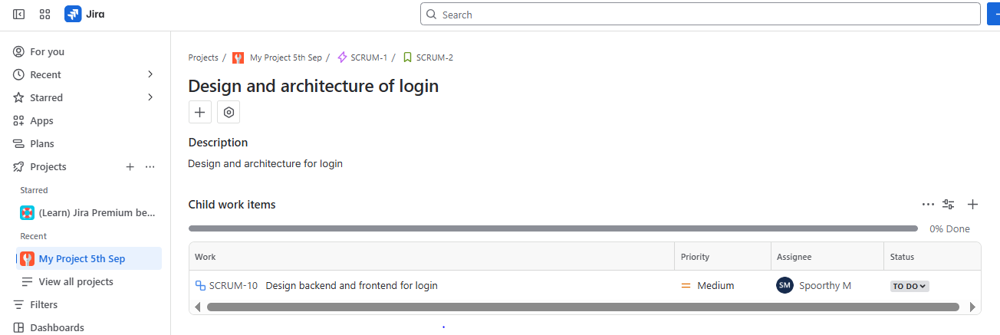 Jira
Search
For you
Recent
Starred
Apps
Plans
Projects
Starred
(Learn) Jira Premium be...
Recent
My Project 5th Sep
View all projects
Filters
Dashboards
Projects / My Project 5th Sep / SCRUM-1 / SCRUM-2
Design and architecture of login
Description
Design and architecture for login
Child work items
0% Done
Work Priority Assignee Status
SCRUM-10 Design backend and frontend for login Medium SM Spoorthy M TO DO